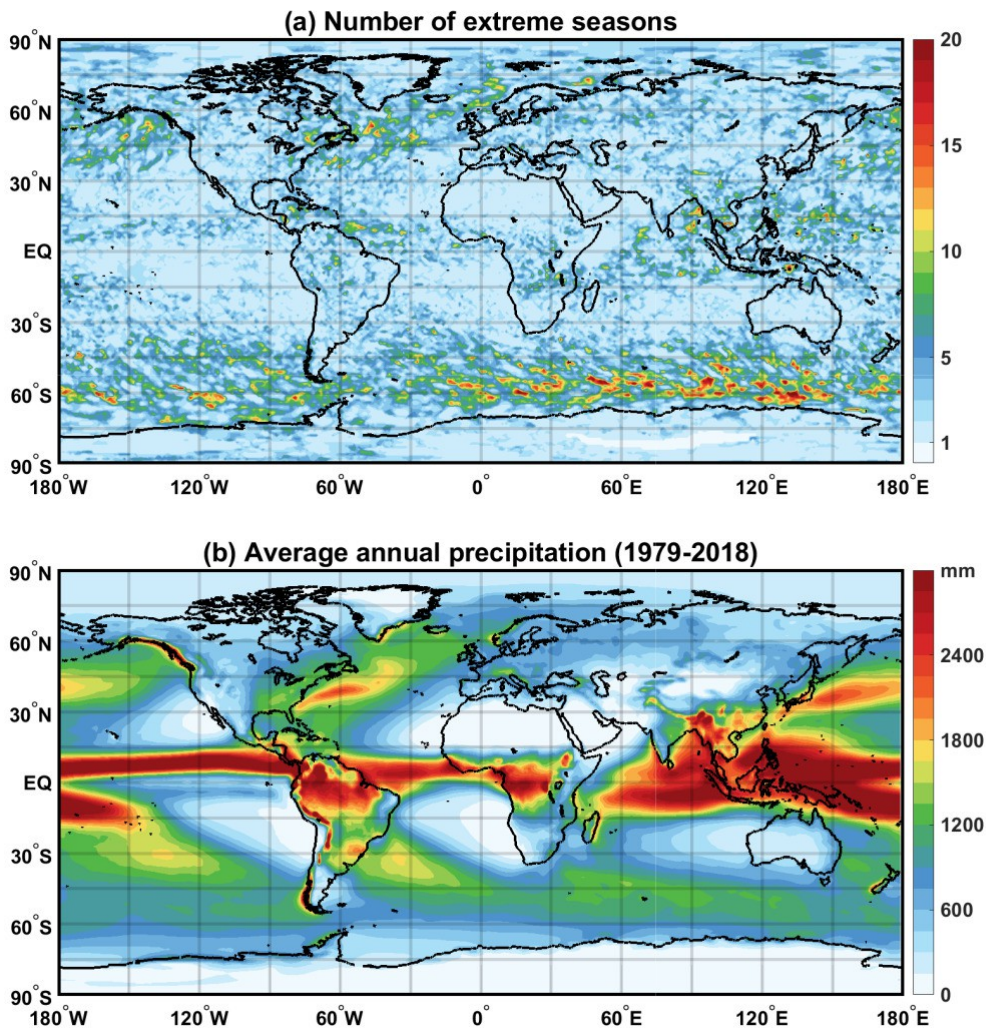 (a) Number of extreme seasons
90°N
60°N
30°N
EQ
30°S
60°S
90°S
180°W
120°W
60°W
0°
60°E
120°E
180°E
20
15
10
5
1
(b) Average annual precipitation (1979-2018)
90°N
60°N
30°N
EQ
30°S
60°S
90°S
180°W
120°W
60°W
0°
60°E
120°E
180°E
mm
2400
1800
1200
600
0